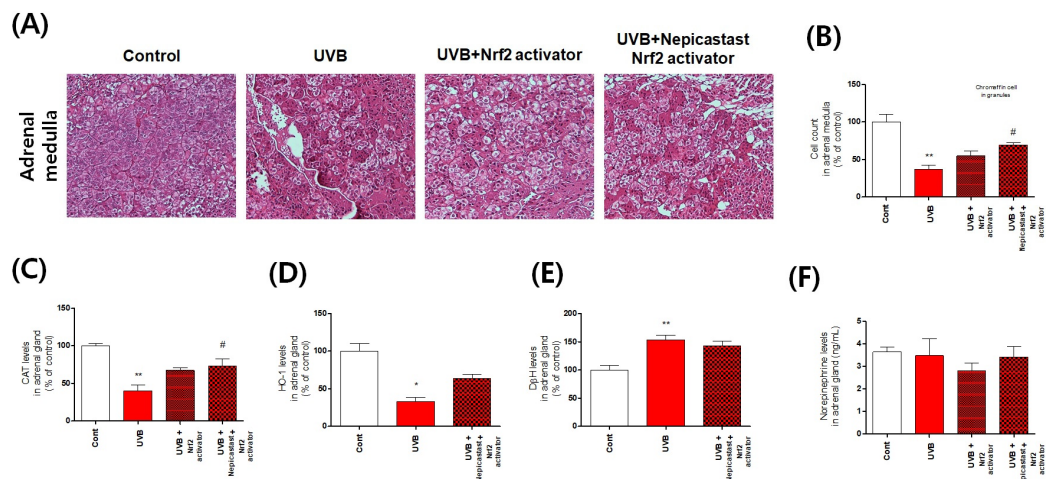 (A)
Control
UVB
UVB+Nrf2 activator
UVB+Nepicastast
Nrf2 activator
Adrenal
medulla
(B)
Cell count
in adrenal medulla
(% of control)
150
100
50
0
Chromeffin cell
in granules
**
#
Cont
UVB
UVB +
Nrf2
activator
UVB +
Nepicastast+
Nrf2
activator
(C)
CAT levels
in adrenal gland
(% of control)
150
100
50
0
**
#
Cont
UVB
UVB +
Nrf2
activator
UVB +
Nepicastast+
Nrf2
activator
(D)
HO-1 levels
in adrenal gland
(% of control)
150
100
50
0
*
Cont
UVB
UVB +
Nepicastast+
Nrf2
activator
(E)
DβH levels
in adrenal gland
(% of control)
200
150
100
50
0
**
Cont
UVB
UVB +
Nepicastast+
Nrf2
activator
(F)
Norepinephrine levels
in adrenal gland (ng/mL)
5
4
3
2
1
0
Cont
UVB
UVB +
Nrf2
activator
UVB +
Nepicastast+
Nrf2
activator